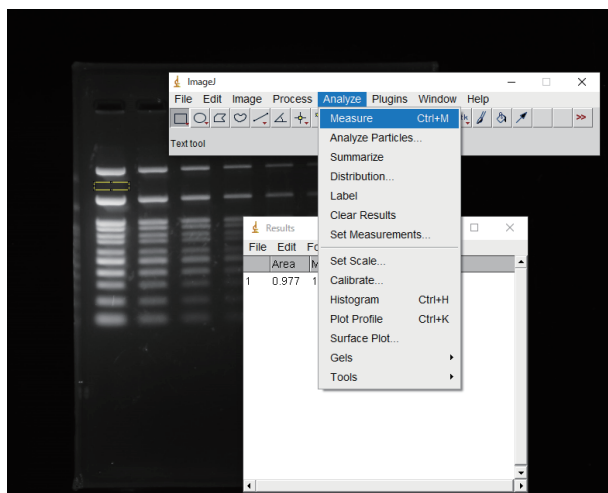 ImageJ
File Edit Image Process Analyze Plugins Window Help
Text tool
Measure Ctrl+M
Analyze Particles...
Summarize
Distribution...
Label
Clear Results
Set Measurements...
Set Scale...
Calibrate...
Histogram Ctrl+H
Plot Profile Ctrl+K
Surface Plot...
Gels
Tools
Results
File Edit
Area
1 0.977